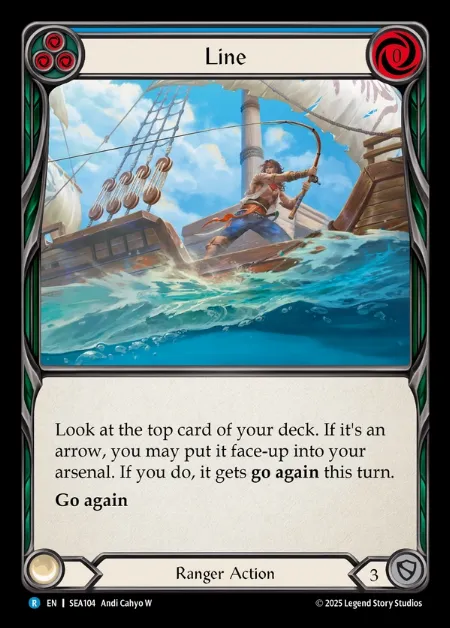 Line
0
Look at the top card of your deck. If it's an
arrow, you may put it face-up into your
arsenal. If you do, it gets go again this turn.
Go again
Ranger Action
3
R EN | SEA104 Andi Cahyo W
© 2025 Legend Story Studios